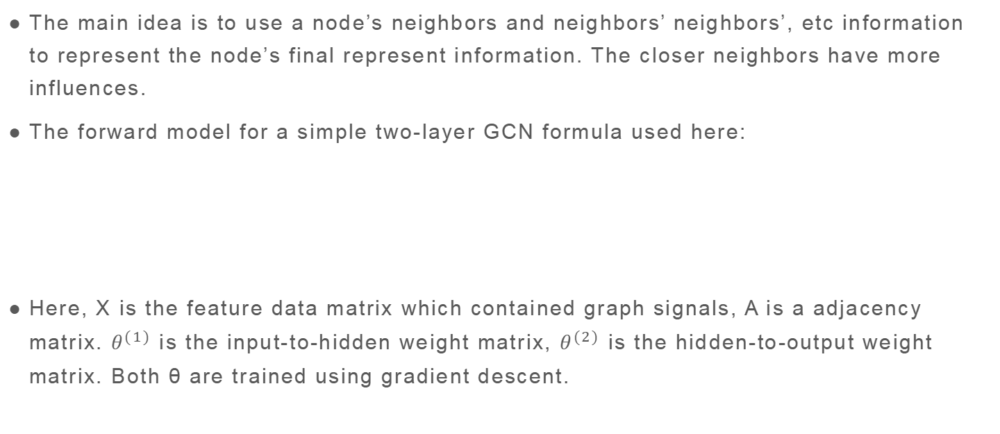 • The main idea is to use a node’s neighbors and neighbors’ neighbors’, etc information
to represent the node’s final represent information. The closer neighbors have more
influences.
• The forward model for a simple two-layer GCN formula used here:
• Here, X is the feature data matrix which contained graph signals, A is a adjacency
matrix. θ⁽¹⁾ is the input-to-hidden weight matrix, θ⁽²⁾ is the hidden-to-output weight
matrix. Both θ are trained using gradient descent.